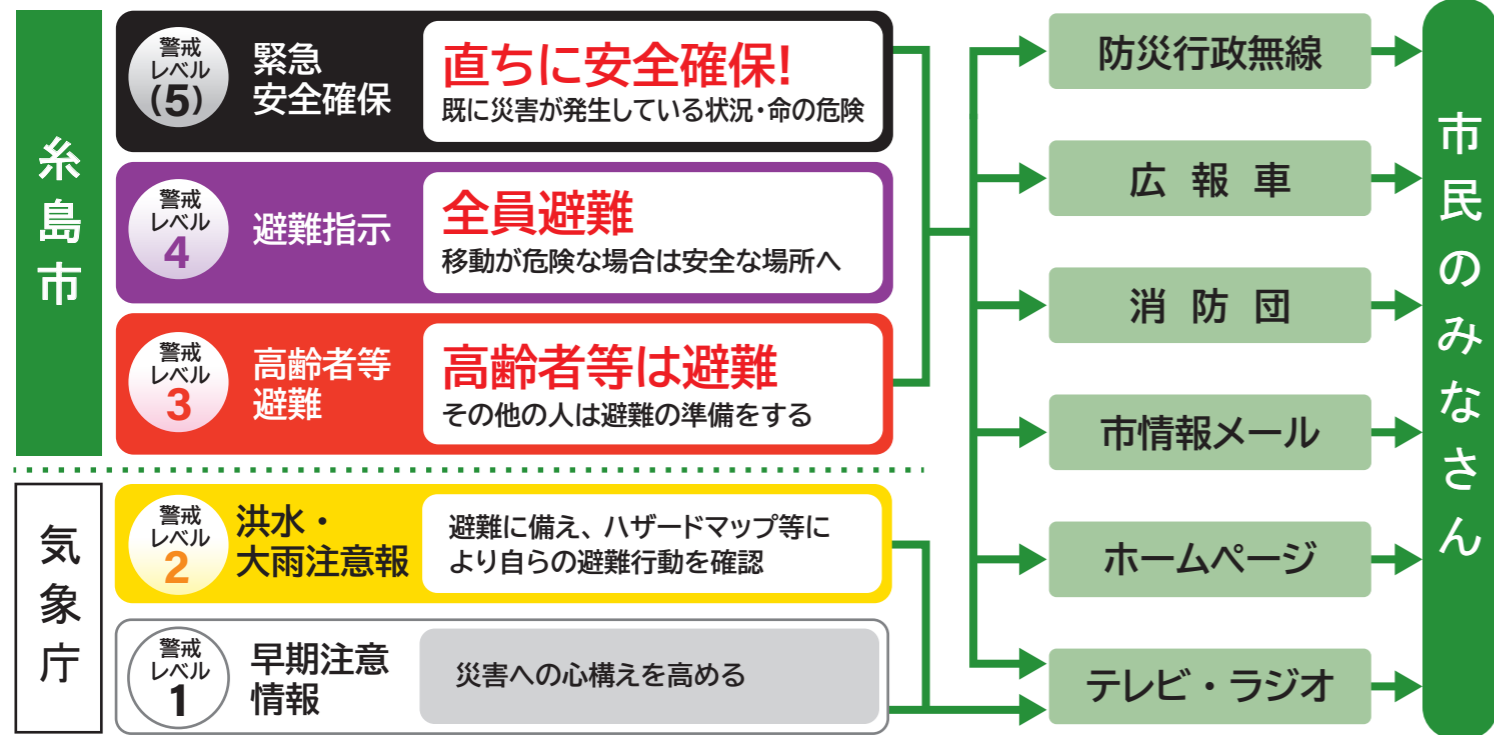 糸島市
警戒
レベル
(5)
緊急
安全確保
直ちに安全確保!
既に災害が発生している状況・命の危険
警戒
レベル
4
避難指示
全員避難
移動が危険な場合は安全な場所へ
警戒
レベル
3
高齢者等
避難
高齢者等は避難
その他の人は避難の準備をする
気象庁
警戒
レベル
2
洪水・
大雨注意報
避難に備え、ハザードマップ等に
より自らの避難行動を確認
警戒
レベル
1
早期注意
情報
災害への心構えを高める
防災行政無線
広報車
消防団
市情報メール
ホームページ
テレビ・ラジオ
市民のみなさん